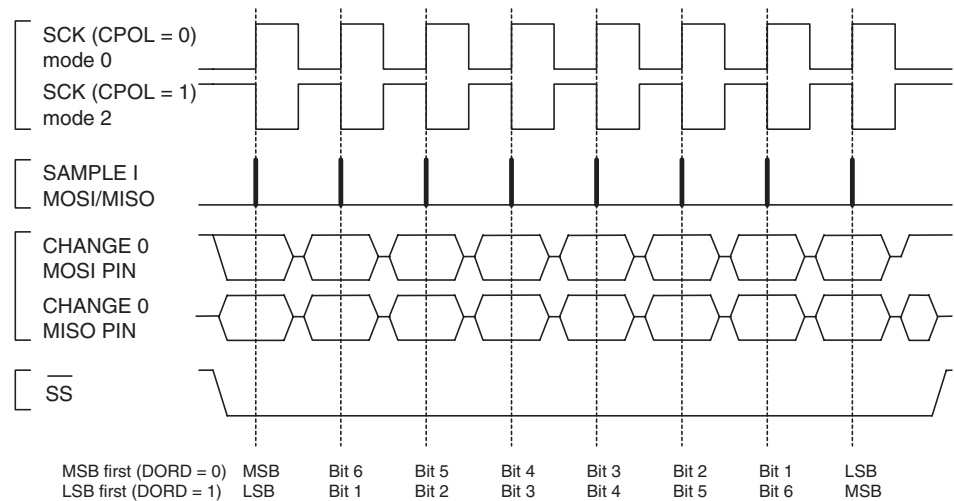 SCK (CPOL = 0)
mode 0
SCK (CPOL = 1)
mode 2
SAMPLE I
MOSI/MISO
CHANGE 0
MOSI PIN
CHANGE 0
MISO PIN
SS
MSB first (DORD = 0) MSB Bit 6 Bit 5 Bit 4 Bit 3 Bit 2 Bit 1 LSB
LSB first (DORD = 1) LSB Bit 1 Bit 2 Bit 3 Bit 4 Bit 5 Bit 6 MSB